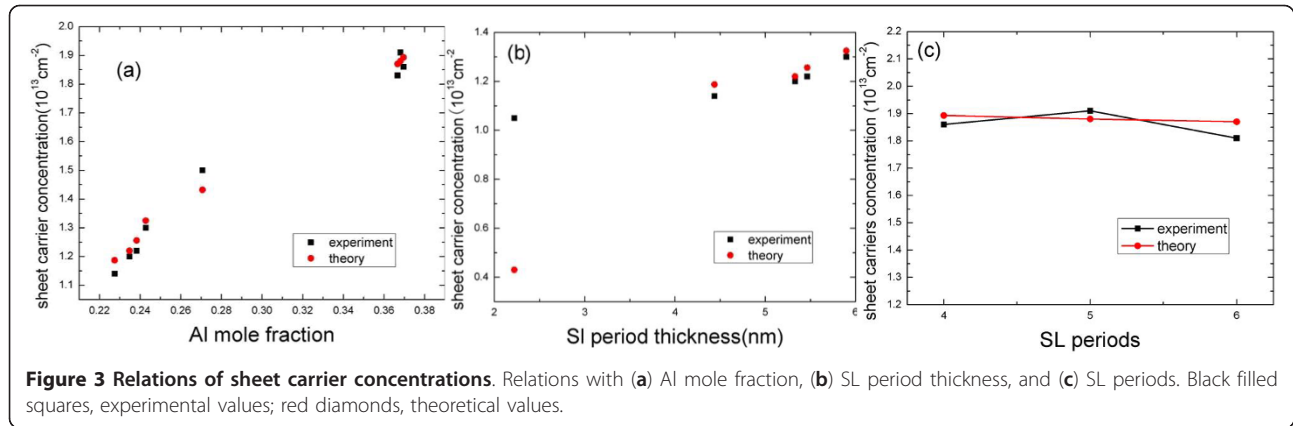 (a)
sheet carrier concentration(10¹³cm⁻²)
2.0
1.9
1.8
1.7
1.6
1.5
1.4
1.3
1.2
1.1
0.22 0.24 0.26 0.28 0.30 0.32 0.34 0.36 0.38
Al mole fraction
experiment
theory
(b)
sheet carrier concentration (10¹³cm⁻²)
1.4
1.2
1.0
0.8
0.6
0.4
2 3 4 5 6
Sl period thickness(nm)
experiment
theory
(c)
sheet carriers concentration (10¹³cm⁻²)
2.2
2.1
2.0
1.9
1.8
1.7
1.6
1.5
1.4
1.3
1.2
4 5 6
SL periods
experiment
theory
Figure 3 Relations of sheet carrier concentrations. Relations with (a) Al mole fraction, (b) SL period thickness, and (c) SL periods. Black filled
squares, experimental values; red diamonds, theoretical values.